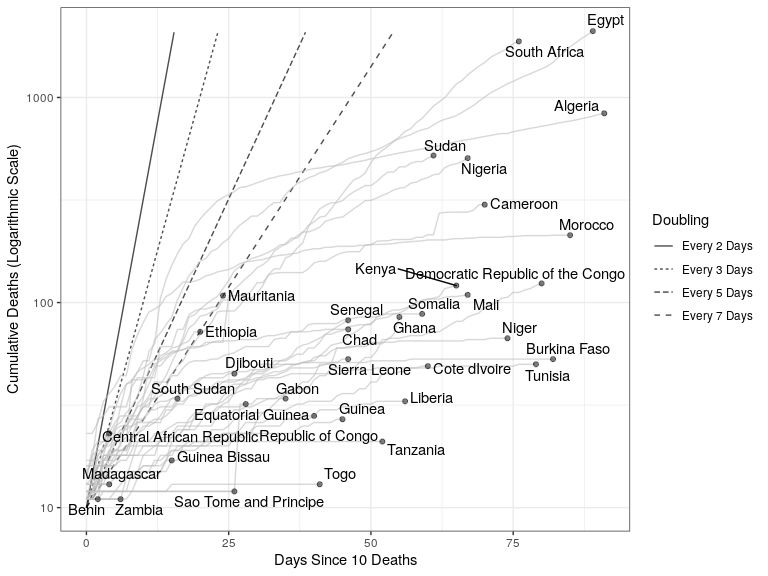 Egypt
South Africa
1000
Algeria
Sudan
Nigeria
Cameroon
Morocco
Kenya
Democratic Republic of the Congo
Mauritania
100
Senegal
Somalia
Mali
Ethiopia
Chad
Ghana
Niger
Burkina Faso
Djibouti
Sierra Leone
Cote dIvoire
Tunisia
South Sudan
Gabon
Equatorial Guinea
Guinea
Liberia
Central African Republic
Republic of Congo
Tanzania
Guinea Bissau
Madagascar
Togo
Sao Tome and Principe
10
Benin
Zambia
0
25
50
75
Days Since 10 Deaths
Cumulative Deaths (Logarithmic Scale)
Doubling
Every 2 Days
Every 3 Days
Every 5 Days
Every 7 Days